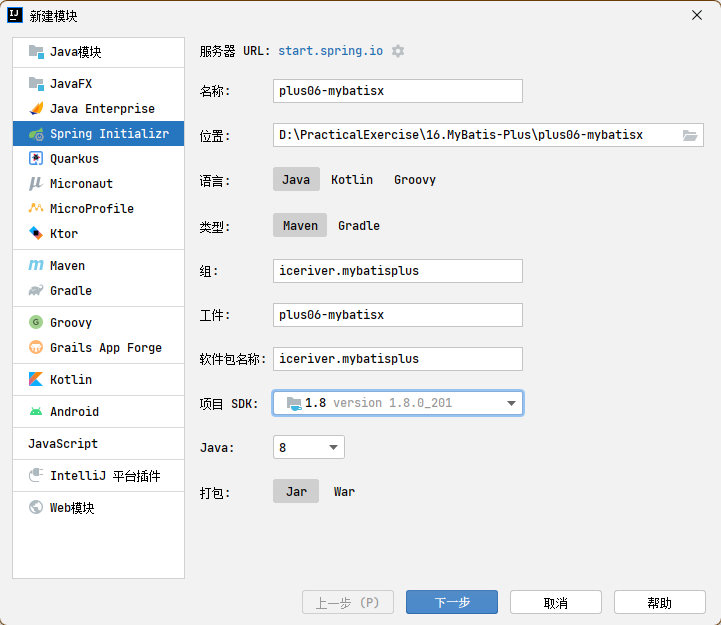 新建模块
Java模块
JavaFX
Java Enterprise
Spring Initializr
Quarkus
Micronaut
MicroProfile
Ktor
Maven
Gradle
Groovy
Grails App Forge
Kotlin
Android
JavaScript
IntelliJ 平台插件
Web模块
服务器 URL: start.spring.io
名称: plus06-mybatisx
位置: D:\PracticalExercise\16.MyBatis-Plus\plus06-mybatisx
语言: Java Kotlin Groovy
类型: Maven Gradle
组: iceriver.mybatisplus
工件: plus06-mybatisx
软件包名称: iceriver.mybatisplus
项目 SDK: 1.8 version 1.8.0_201
Java: 8
打包: Jar War
上一步 (P) 下一步 取消 帮助